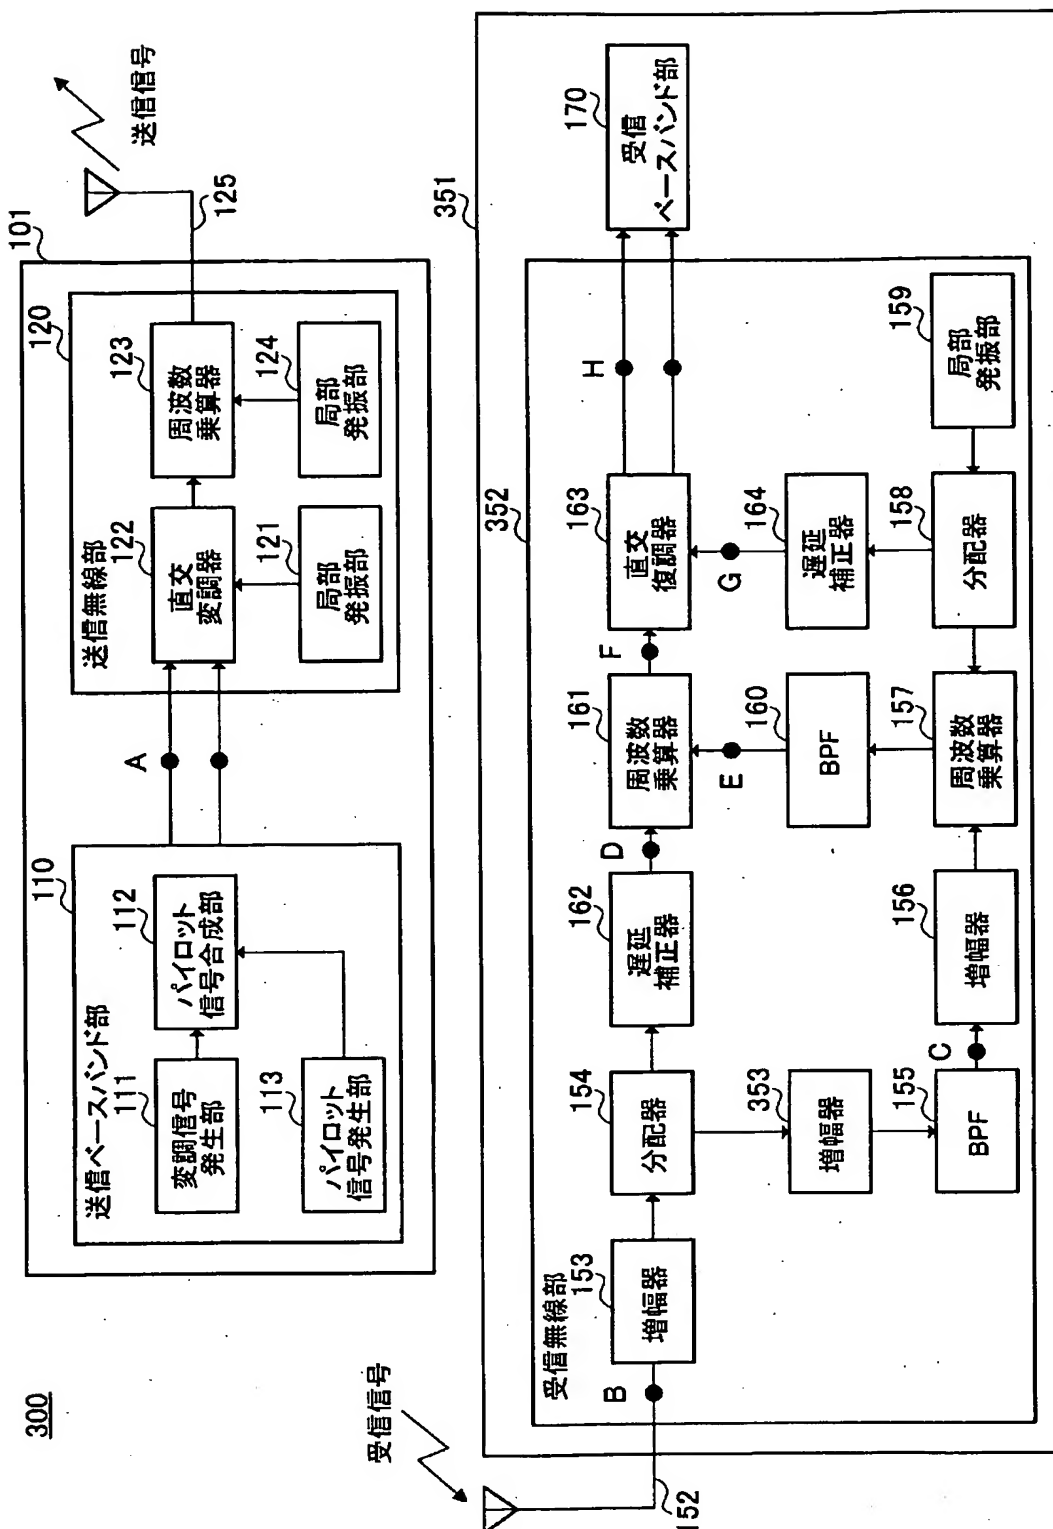 300
101
送信信号
125
110
送信ベースバンド部
111
変調信号
発生部
112
パイロット
信号合成部
113
パイロット
信号発生部
A
120
送信無線部
122
直交
変調器
121
局部
発振部
123
周波数
乗算器
124
局部
発振部
受信信号
152
351
352
受信無線部
B
153
増幅器
154
分配器
353
増幅器
155
BPF
C
156
増幅器
162
遅延
補正器
D
161
周波数
乗算器
E
160
BPF
157
周波数
乗算器
F
163
直交
復調器
G
164
遅延
補正器
158
分配器
159
局部
発振部
H
170
受信
ベースバンド部